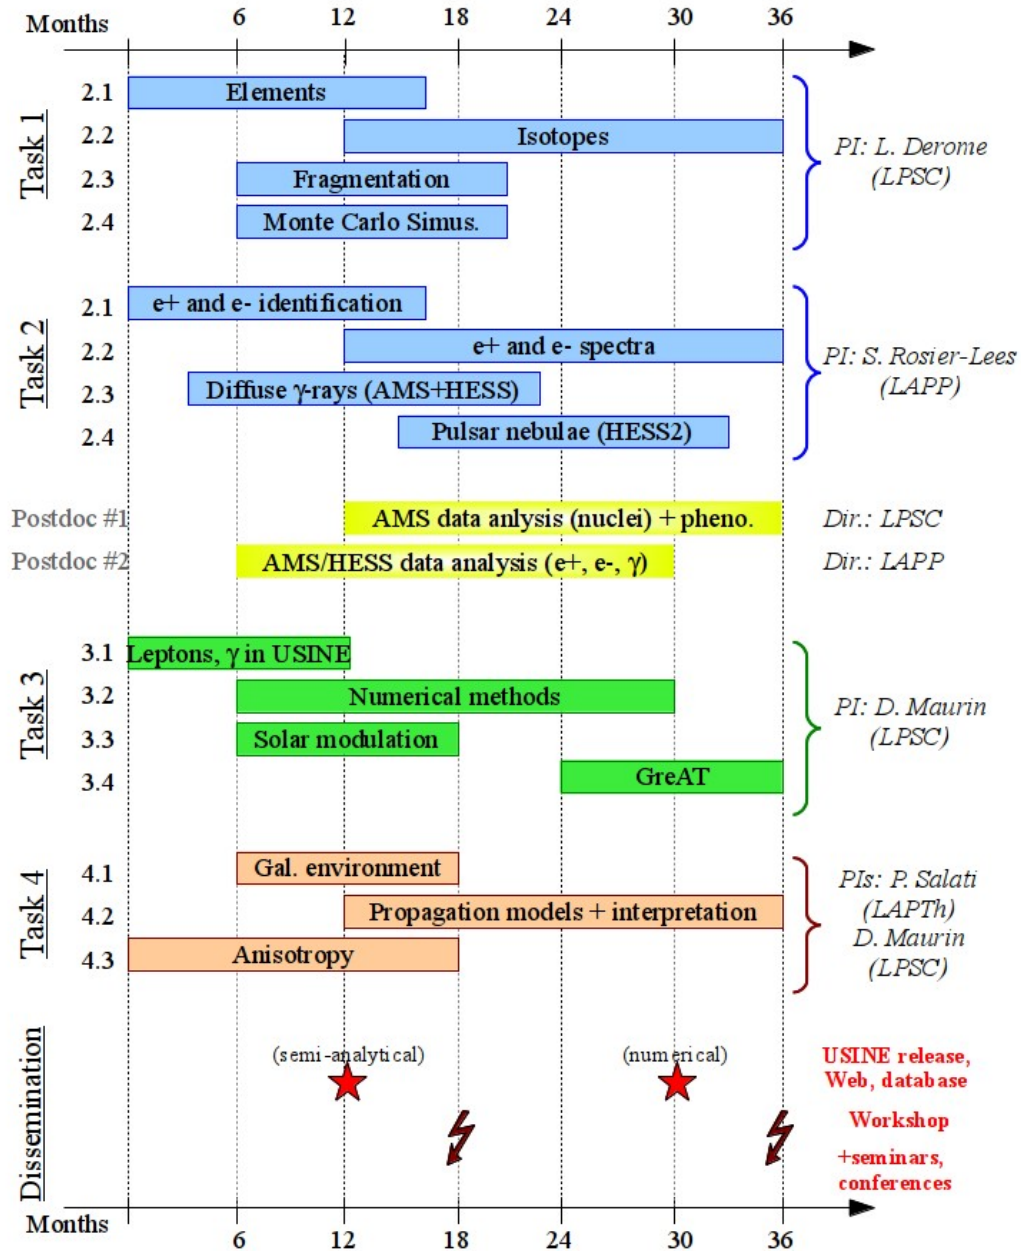 Months 6 12 18 24 30 36
Task 1
2.1 Elements
2.2 Isotopes
2.3 Fragmentation
2.4 Monte Carlo Simus.
PI: L. Derome
(LPSC)
Task 2
2.1 e+ and e- identification
2.2 e+ and e- spectra
2.3 Diffuse γ-rays (AMS+HESS)
2.4 Pulsar nebulae (HESS2)
PI: S. Rosier-Lees
(LAPP)
Postdoc #1 AMS data anlysis (nuclei) + pheno. Dir.: LPSC
Postdoc #2 AMS/HESS data analysis (e+, e-, γ) Dir.: LAPP
Task 3
3.1 Leptons, γ in USINE
3.2 Numerical methods
3.3 Solar modulation
3.4 GreAT
PI: D. Maurin
(LPSC)
Task 4
4.1 Gal. environment
4.2 Propagation models + interpretation
4.3 Anisotropy
PIs: P. Salati
(LAPTh)
D. Maurin
(LPSC)
Dissemination
(semi-analytical) (numerical)
USINE release,
Web, database
Workshop
+seminars,
conferences
Months 6 12 18 24 30 36